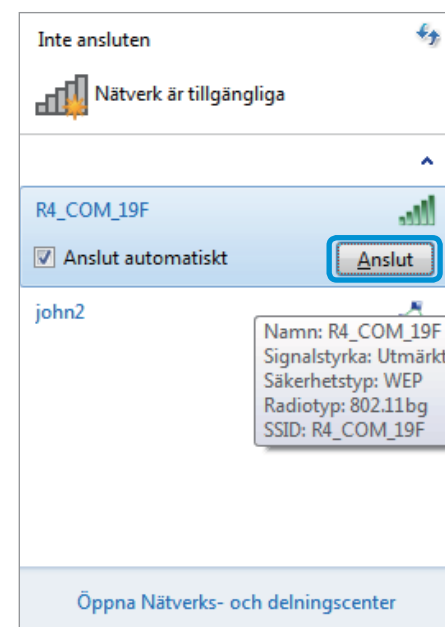 Inte ansluten
Nätverk är tillgängliga
R4_COM_19F
Anslut automatiskt
Anslut
john2
Namn: R4_COM_19F
Signalstyrka: Utmärkt
Säkerhetstyp: WEP
Radiotyp: 802.11bg
SSID: R4_COM_19F
Öppna Nätverks- och delningscenter